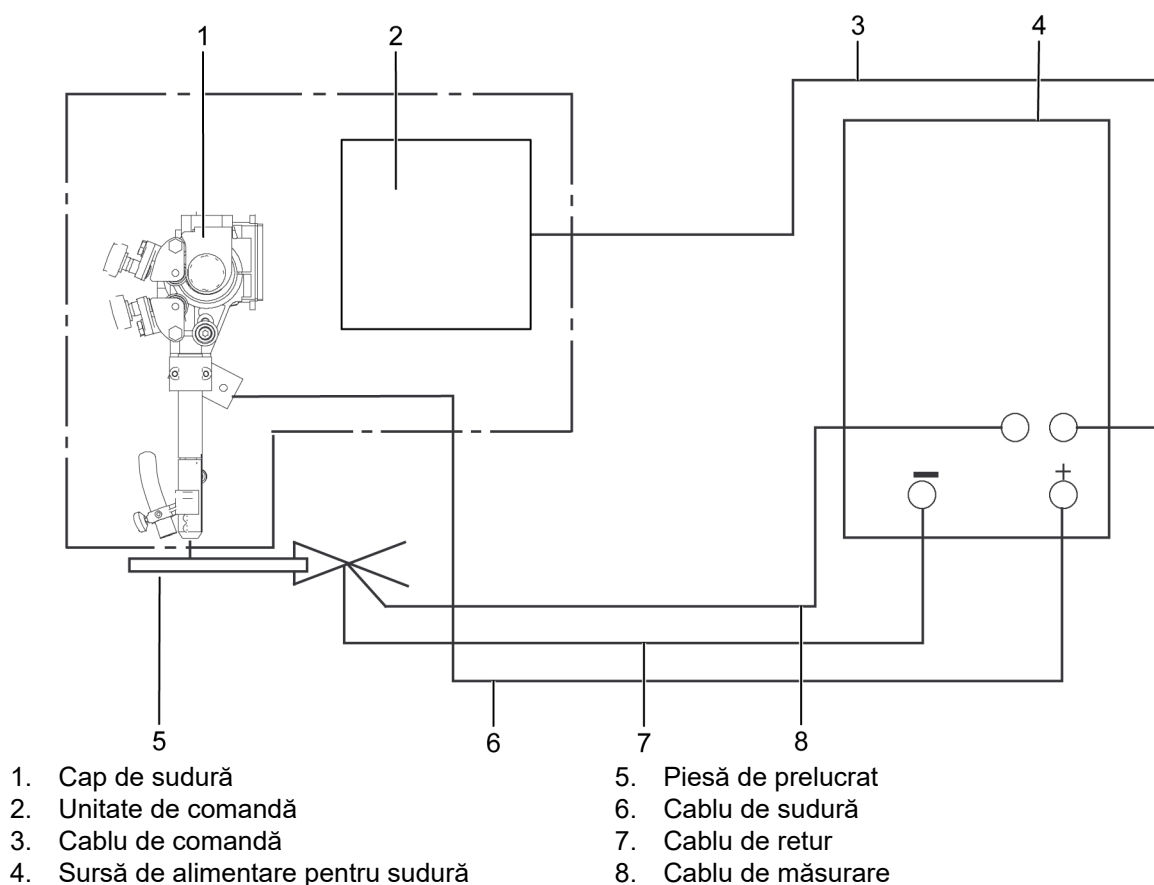 1
2
3
4
+
5
6
7
8
1. Cap de sudură
2. Unitate de comandă
3. Cablu de comandă
4. Sursă de alimentare pentru sudură
5. Piesă de prelucrat
6. Cablu de sudură
7. Cablu de retur
8. Cablu de măsurare